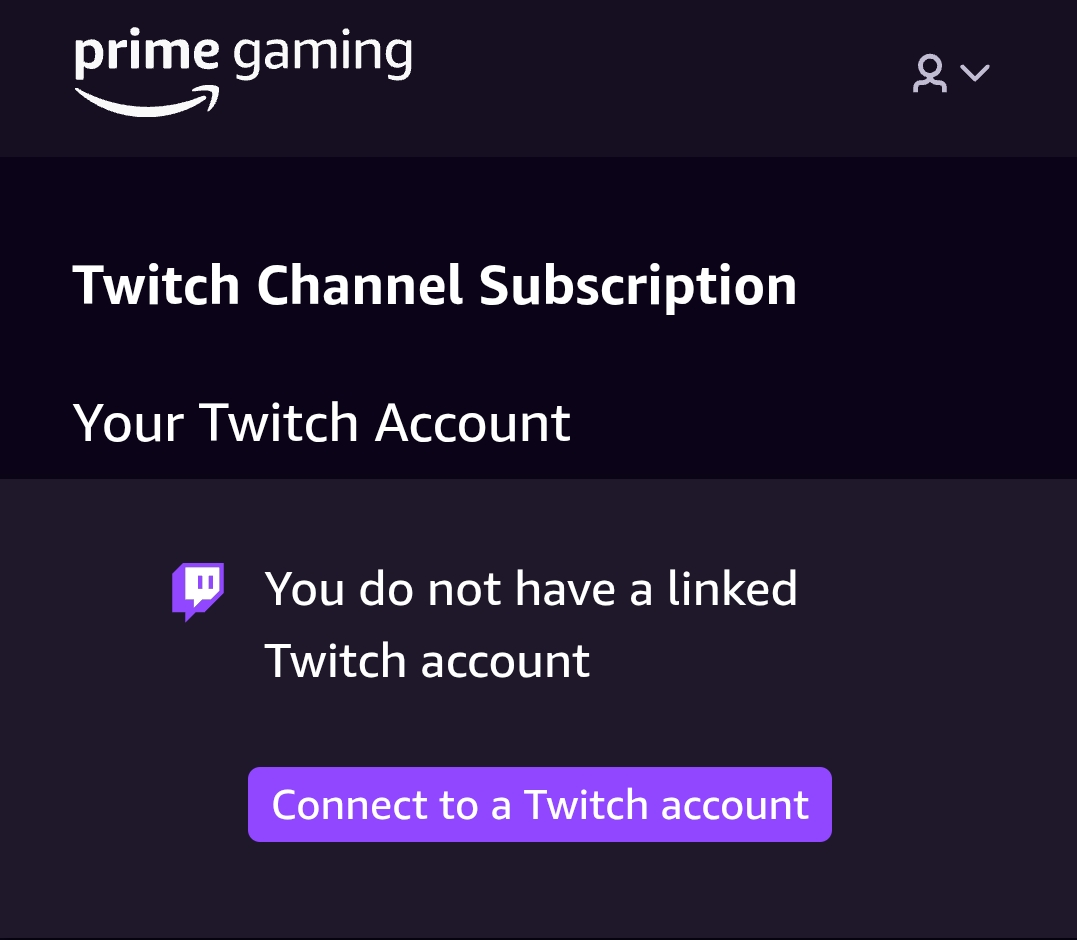 prime gaming
Twitch Channel Subscription
Your Twitch Account
You do not have a linked
Twitch account
Connect to a Twitch account